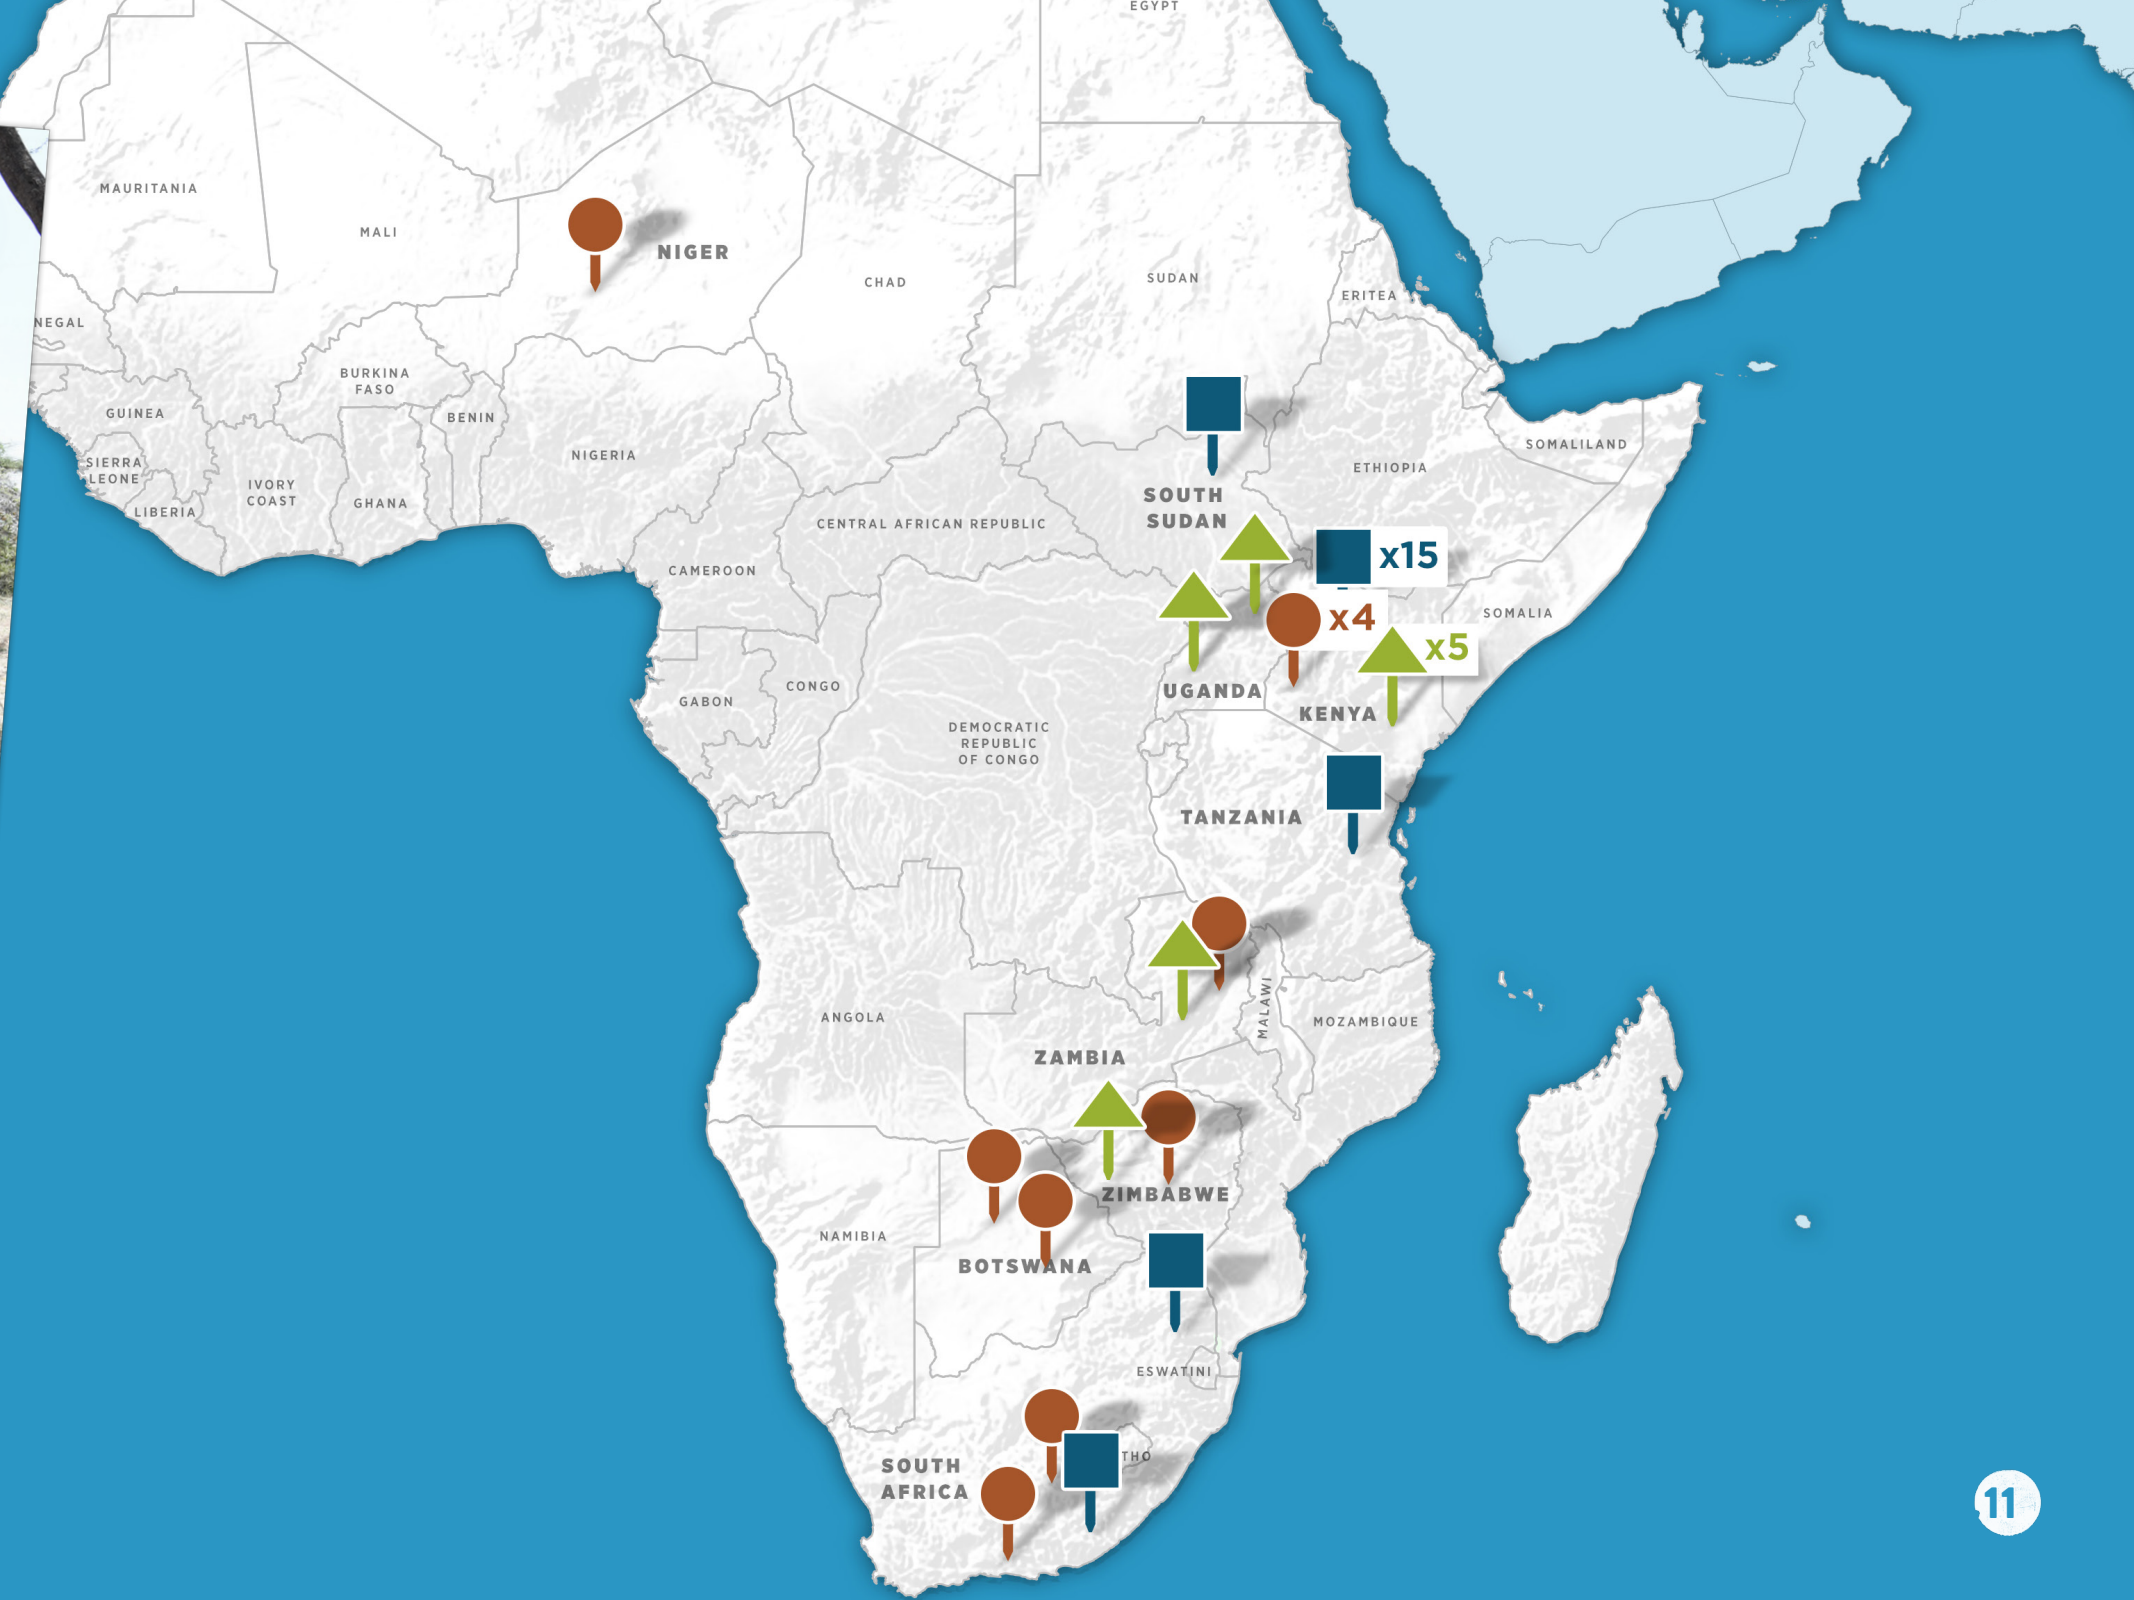 EGYPT
MAURITANIA
MALI
NIGER
CHAD
SUDAN
ERITEA
NEGAL
BURKINA
FASO
GUINEA
BENIN
SIERRA
LEONE
IVORY
COAST
GHANA
LIBERIA
NIGERIA
SOMALILAND
ETHIOPIA
SOUTH
SUDAN
CENTRAL AFRICAN REPUBLIC
x15
CAMEROON
x4
SOMALIA
x5
CONGO
GABON
UGANDA
KENYA
DEMOCRATIC
REPUBLIC
OF CONGO
TANZANIA
ANGOLA
MALAWI
MOZAMBIQUE
ZAMBIA
ZIMBABWE
NAMIBIA
BOTSWANA
ESWATINI
THO
SOUTH
AFRICA
11